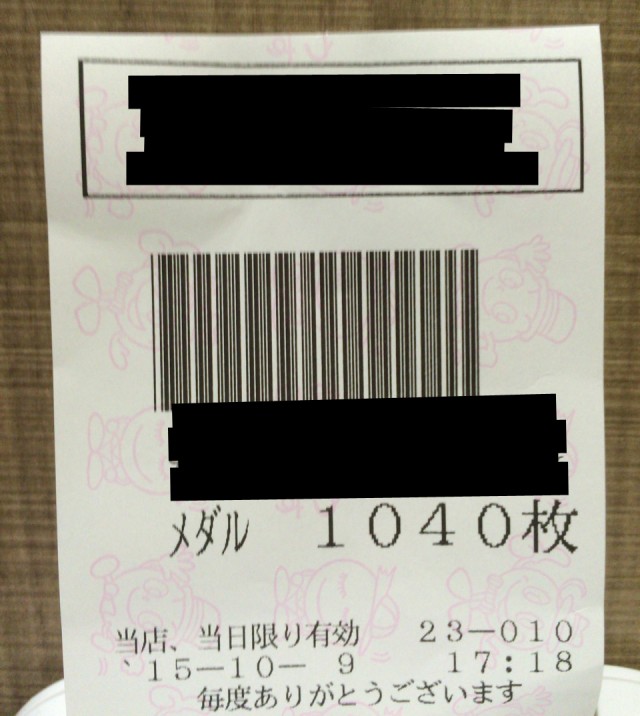 メダル 1040枚
当店、当日限り有効 23-010
`15-10- 9 17:18
毎度ありがとうございます